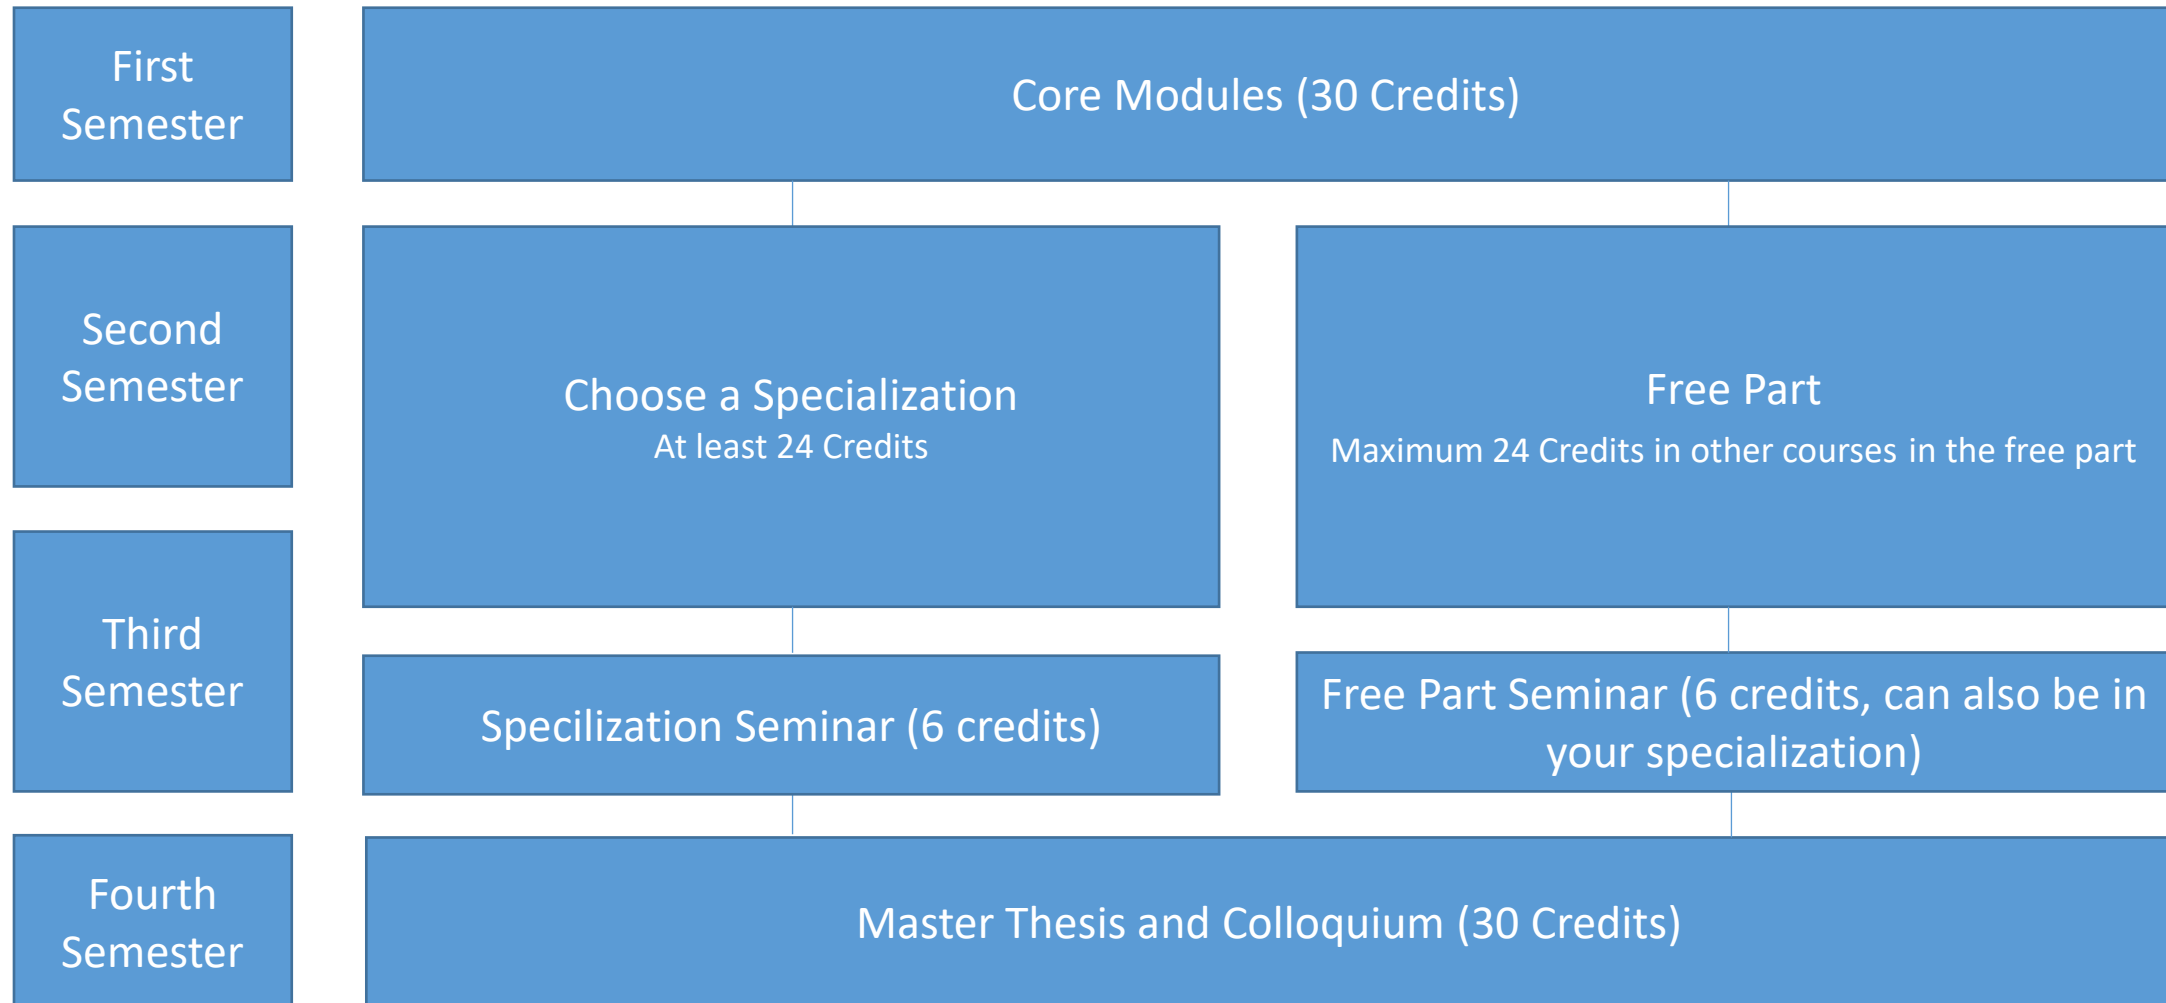 First
Semester
Core Modules (30 Credits)
Second
Semester
Choose a Specialization
At least 24 Credits
Free Part
Maximum 24 Credits in other courses in the free part
Third
Semester
Specilization Seminar (6 credits)
Free Part Seminar (6 credits, can also be in
your specialization)
Fourth
Semester
Master Thesis and Colloquium (30 Credits)